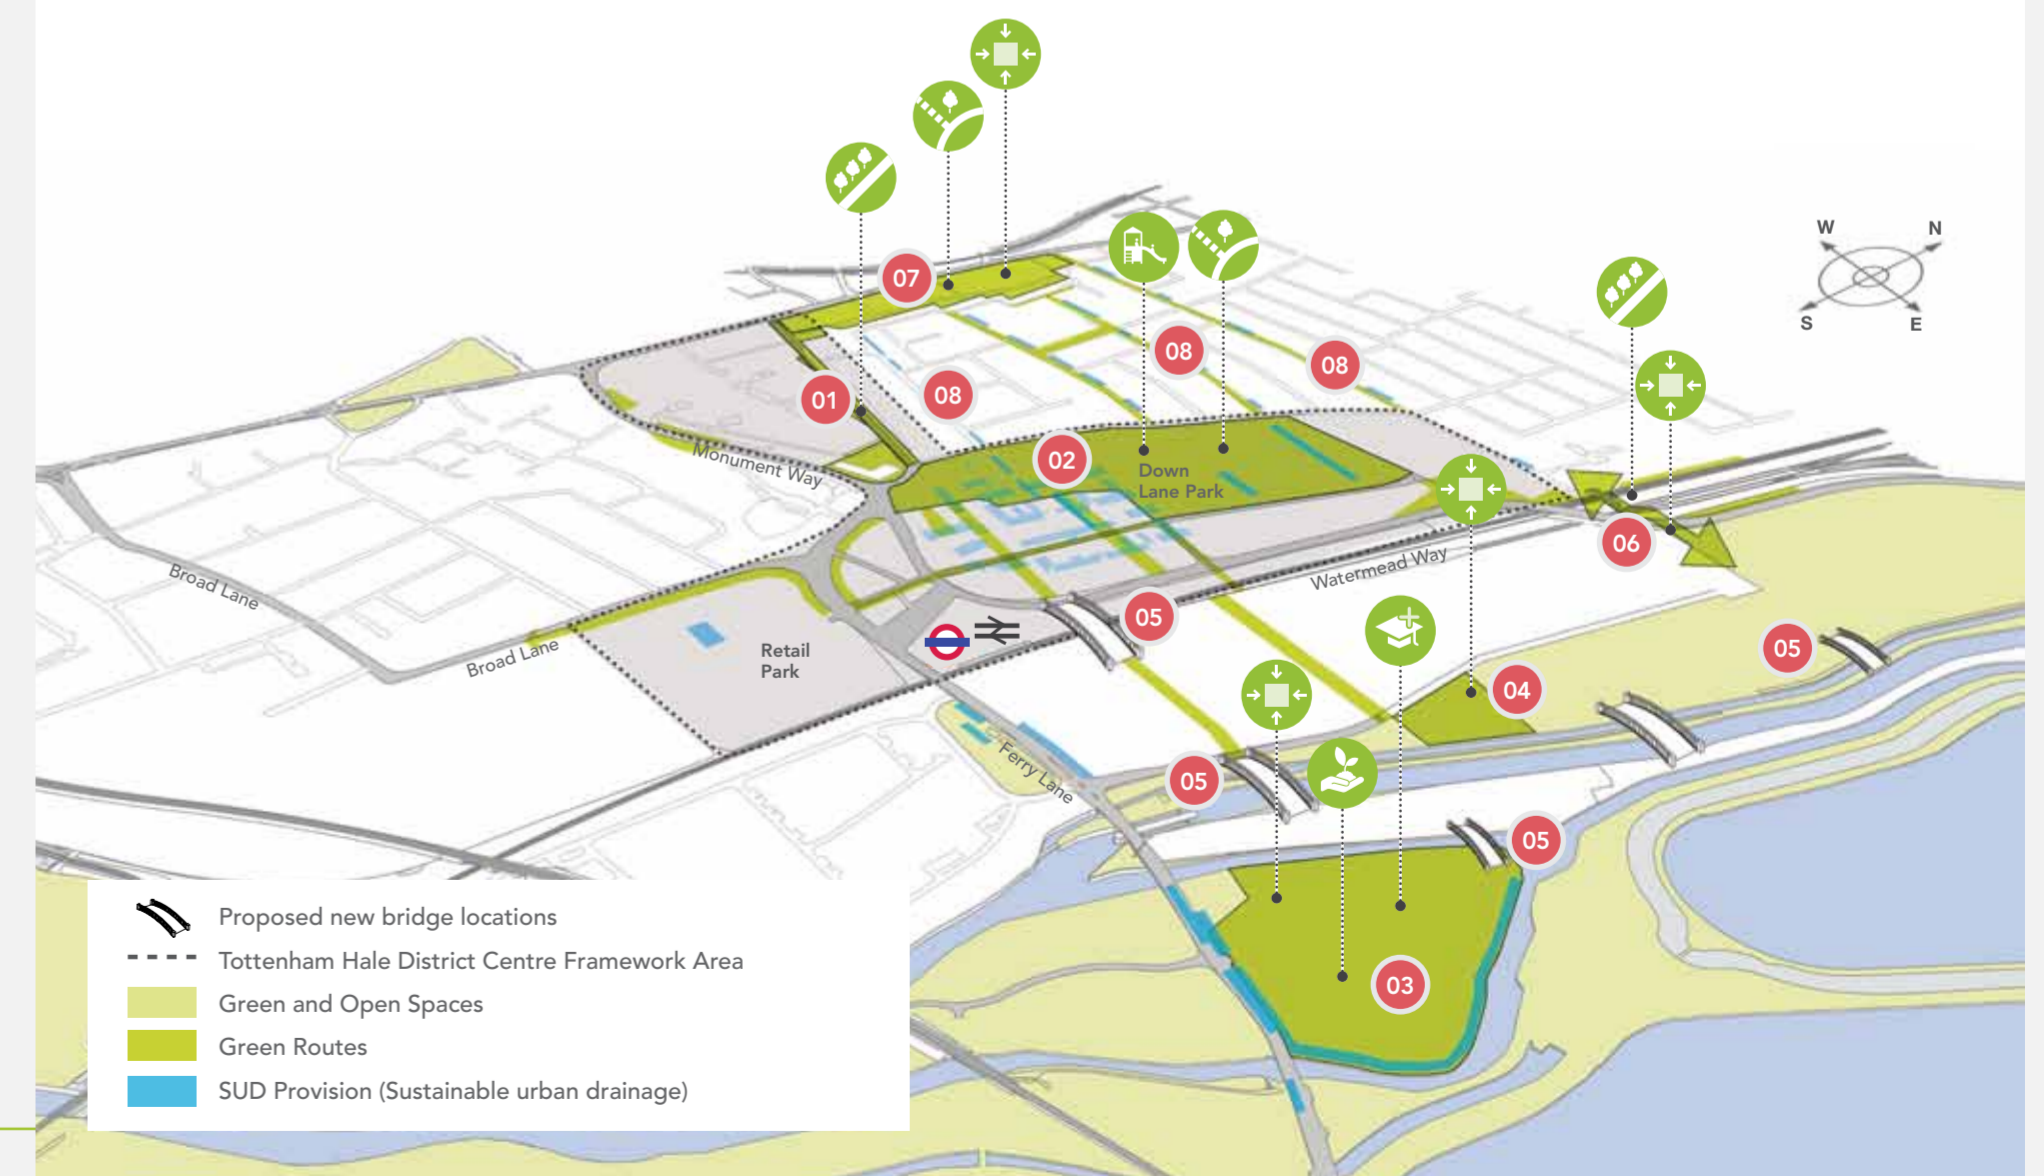 W
N
S
E
07
01
08
08
08
02
Down
Lane Park
Monument Way
06
Watermead Way
Broad Lane
Broad Lane
Retail
Park
05
05
04
05
Ferry Lane
05
03
Proposed new bridge locations
Tottenham Hale District Centre Framework Area
Green and Open Spaces
Green Routes
SUD Provision (Sustainable urban drainage)